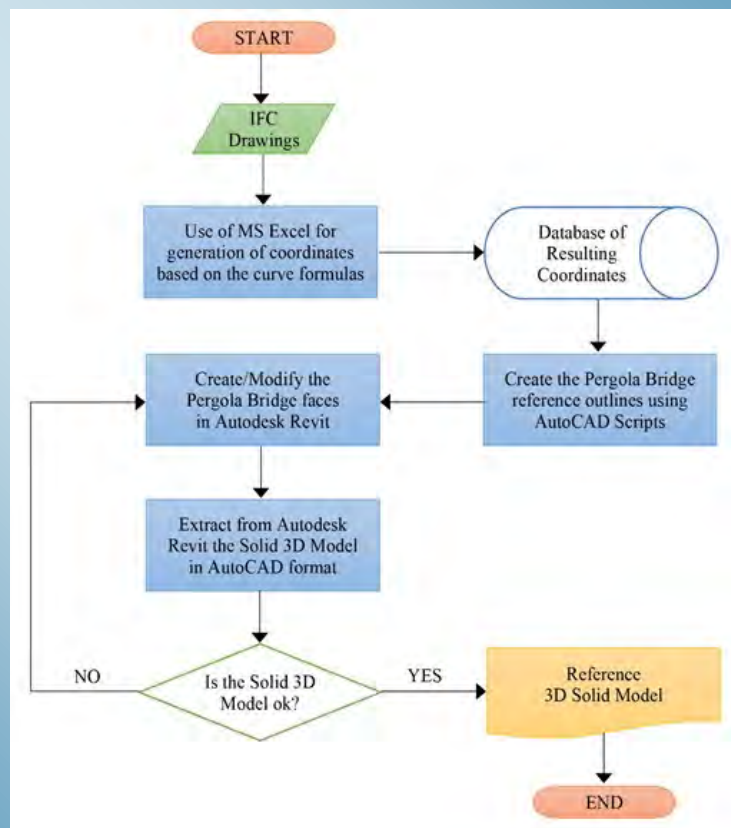 START
IFC
Drawings
Use of MS Excel for
generation of coordinates
based on the curve formulas
Database of
Resulting
Coordinates
Create the Pergola Bridge
reference outlines using
AutoCAD Scripts
Create/Modify the
Pergola Bridge faces
in Autodesk Revit
Extract from Autodesk
Revit the Solid 3D Model
in AutoCAD format
Is the Solid 3D
Model ok?
NO
YES
Reference
3D Solid Model
END